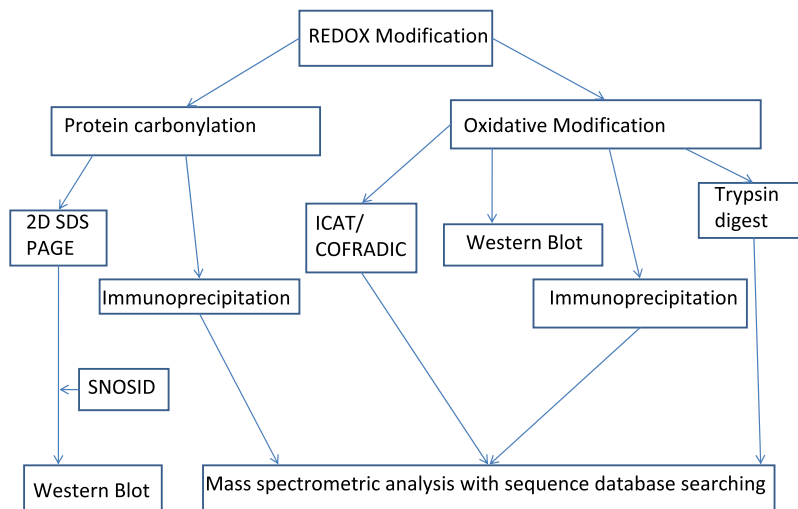 REDOX Modification
Protein carbonylation
Oxidative Modification
2D SDS
PAGE
ICAT/
COFRADIC
Western Blot
Trypsin
digest
Immunoprecipitation
Immunoprecipitation
SNOSID
Western Blot
Mass spectrometric analysis with sequence database searching